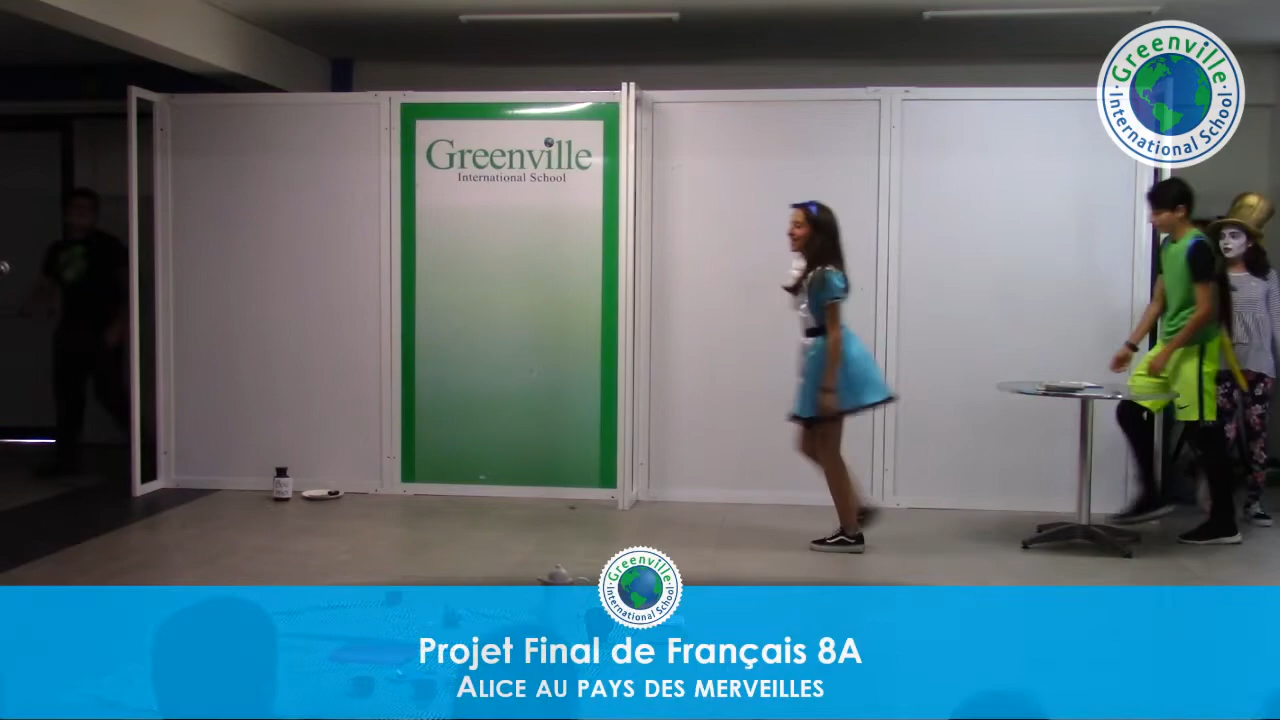 Greenville
International School
Greenville
International School
Greenville
International School
Projet Final de Français 8A
ALICE AU PAYS DES MERVEILLES